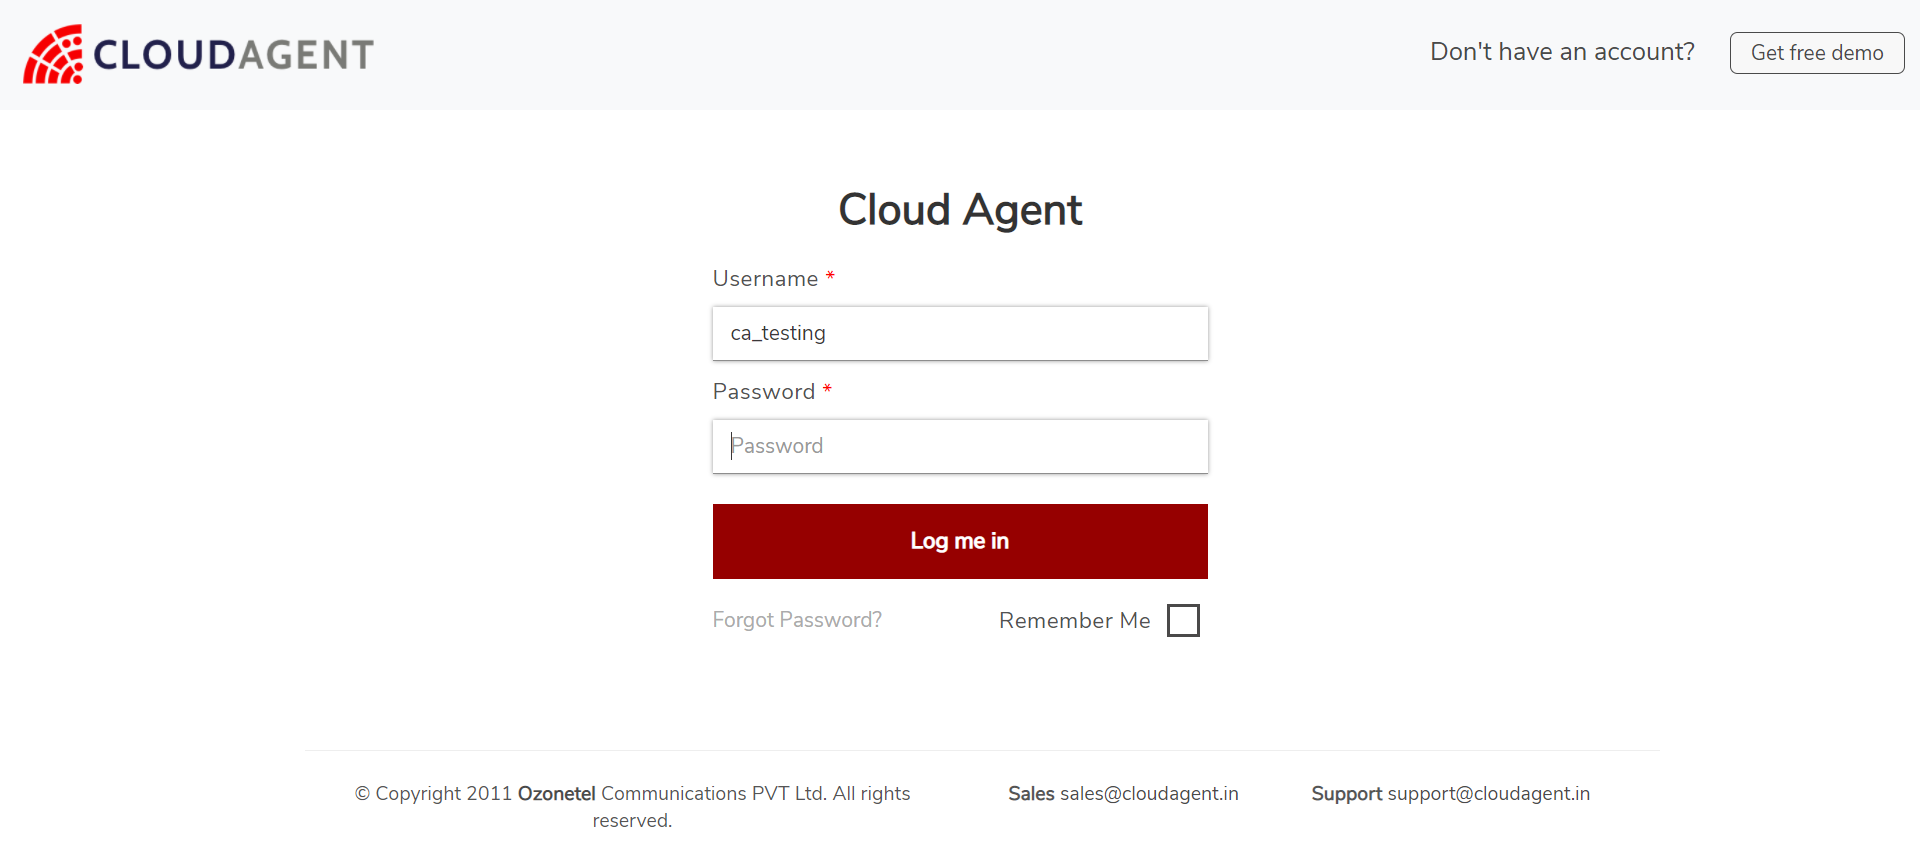 CLOUDAGENT
Don't have an account?
Get free demo
Cloud Agent
Username *
ca_testing
Password *
Password
Log me in
Forgot Password?
Remember Me
© Copyright 2011 Ozonetel Communications PVT Ltd. All rights
reserved.
Sales sales@cloudagent.in
Support support@cloudagent.in